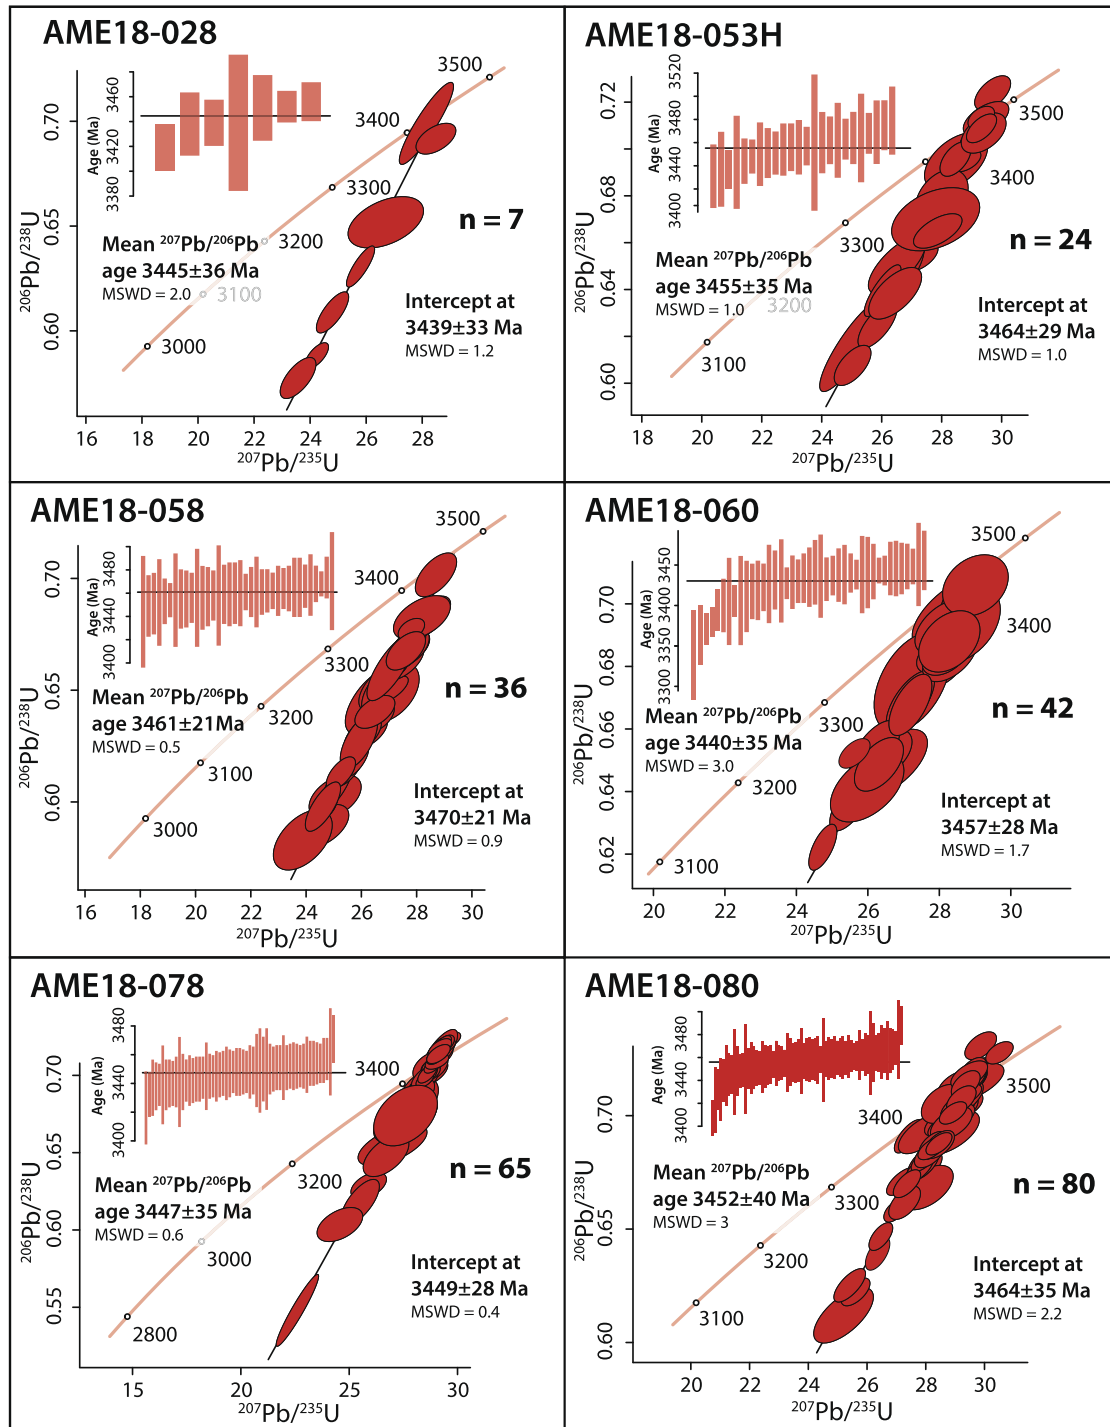 AME18-028
3500
3460
3420
3380
Age (Ma)
0.70
0.65
0.60
²⁰⁶Pb/²³⁸U
3400
3300
3200
3100
3000
n = 7
Mean ²⁰⁷Pb/²⁰⁶Pb
age 3445±36 Ma
MSWD = 2.0
Intercept at
3439±33 Ma
MSWD = 1.2
16 18 20 22 24 26 28
²⁰⁷Pb/²³⁵U
AME18-053H
3520
3480
3440
3400
Age (Ma)
0.72
0.68
0.64
0.60
²⁰⁶Pb/²³⁸U
3500
3400
3300
3200
3100
n = 24
Mean ²⁰⁷Pb/²⁰⁶Pb
age 3455±35 Ma
MSWD = 1.0
Intercept at
3464±29 Ma
MSWD = 1.0
18 20 22 24 26 28 30
²⁰⁷Pb/²³⁵U
AME18-058
3500
3480
3440
3400
Age (Ma)
0.70
0.65
0.60
²⁰⁶Pb/²³⁸U
3400
3300
3200
3100
3000
n = 36
Mean ²⁰⁷Pb/²⁰⁶Pb
age 3461±21Ma
MSWD = 0.5
Intercept at
3470±21 Ma
MSWD = 0.9
16 18 20 22 24 26 28 30
²⁰⁷Pb/²³⁵U
AME18-060
3450
3400
3350
3300
Age (Ma)
0.70
0.68
0.66
0.64
0.62
²⁰⁶Pb/²³⁸U
3500
3400
3300
3200
3100
n = 42
Mean ²⁰⁷Pb/²⁰⁶Pb
age 3440±35 Ma
MSWD = 3.0
Intercept at
3457±28 Ma
MSWD = 1.7
20 22 24 26 28 30
²⁰⁷Pb/²³⁵U
AME18-078
3480
3440
3400
Age (Ma)
0.70
0.65
0.60
0.55
²⁰⁶Pb/²³⁸U
3400
3200
3000
2800
n = 65
Mean ²⁰⁷Pb/²⁰⁶Pb
age 3447±35 Ma
MSWD = 0.6
Intercept at
3449±28 Ma
MSWD = 0.4
15 20 25 30
²⁰⁷Pb/²³⁵U
AME18-080
3480
3440
3400
Age (Ma)
0.70
0.65
0.60
²⁰⁶Pb/²³⁸U
3500
3400
3300
3200
3100
n = 80
Mean ²⁰⁷Pb/²⁰⁶Pb
age 3452±40 Ma
MSWD = 3
Intercept at
3464±35 Ma
MSWD = 2.2
20 22 24 26 28 30
²⁰⁷Pb/²³⁵U